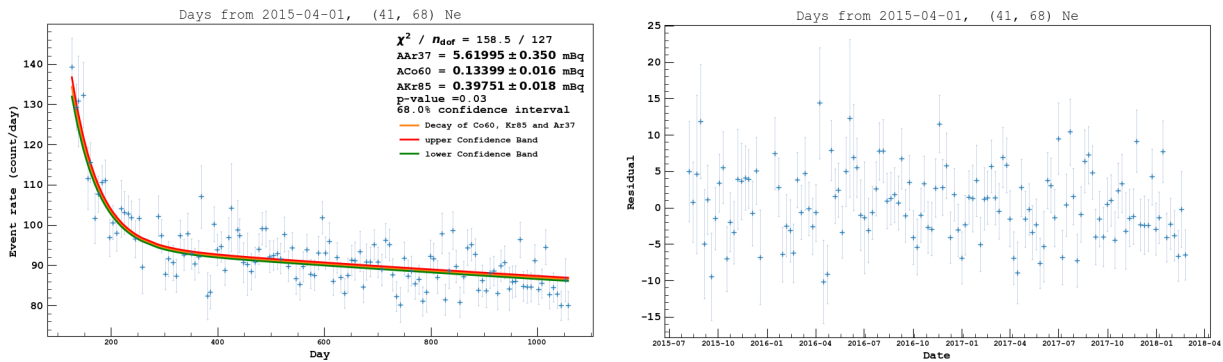 Days from 2015-04-01, (41, 68) Ne
χ² / n_dof = 158.5 / 127
AAr37 = 5.61995 ± 0.350 mBq
ACo60 = 0.13399 ± 0.016 mBq
AKr85 = 0.39751 ± 0.018 mBq
p-value =0.03
68.0% confidence interval
Decay of Co60, Kr85 and Ar37
upper Confidence Band
lower Confidence Band
Event rate (count/day)
140
130
120
110
100
90
80
200 400 600 800 1000
Day
Days from 2015-04-01, (41, 68) Ne
Residual
25
20
15
10
5
0
-5
-10
-15
2015-07 2015-10 2016-01 2016-04 2016-07 2016-10 2017-01 2017-04 2017-07 2017-10 2018-01 2018-04
Date